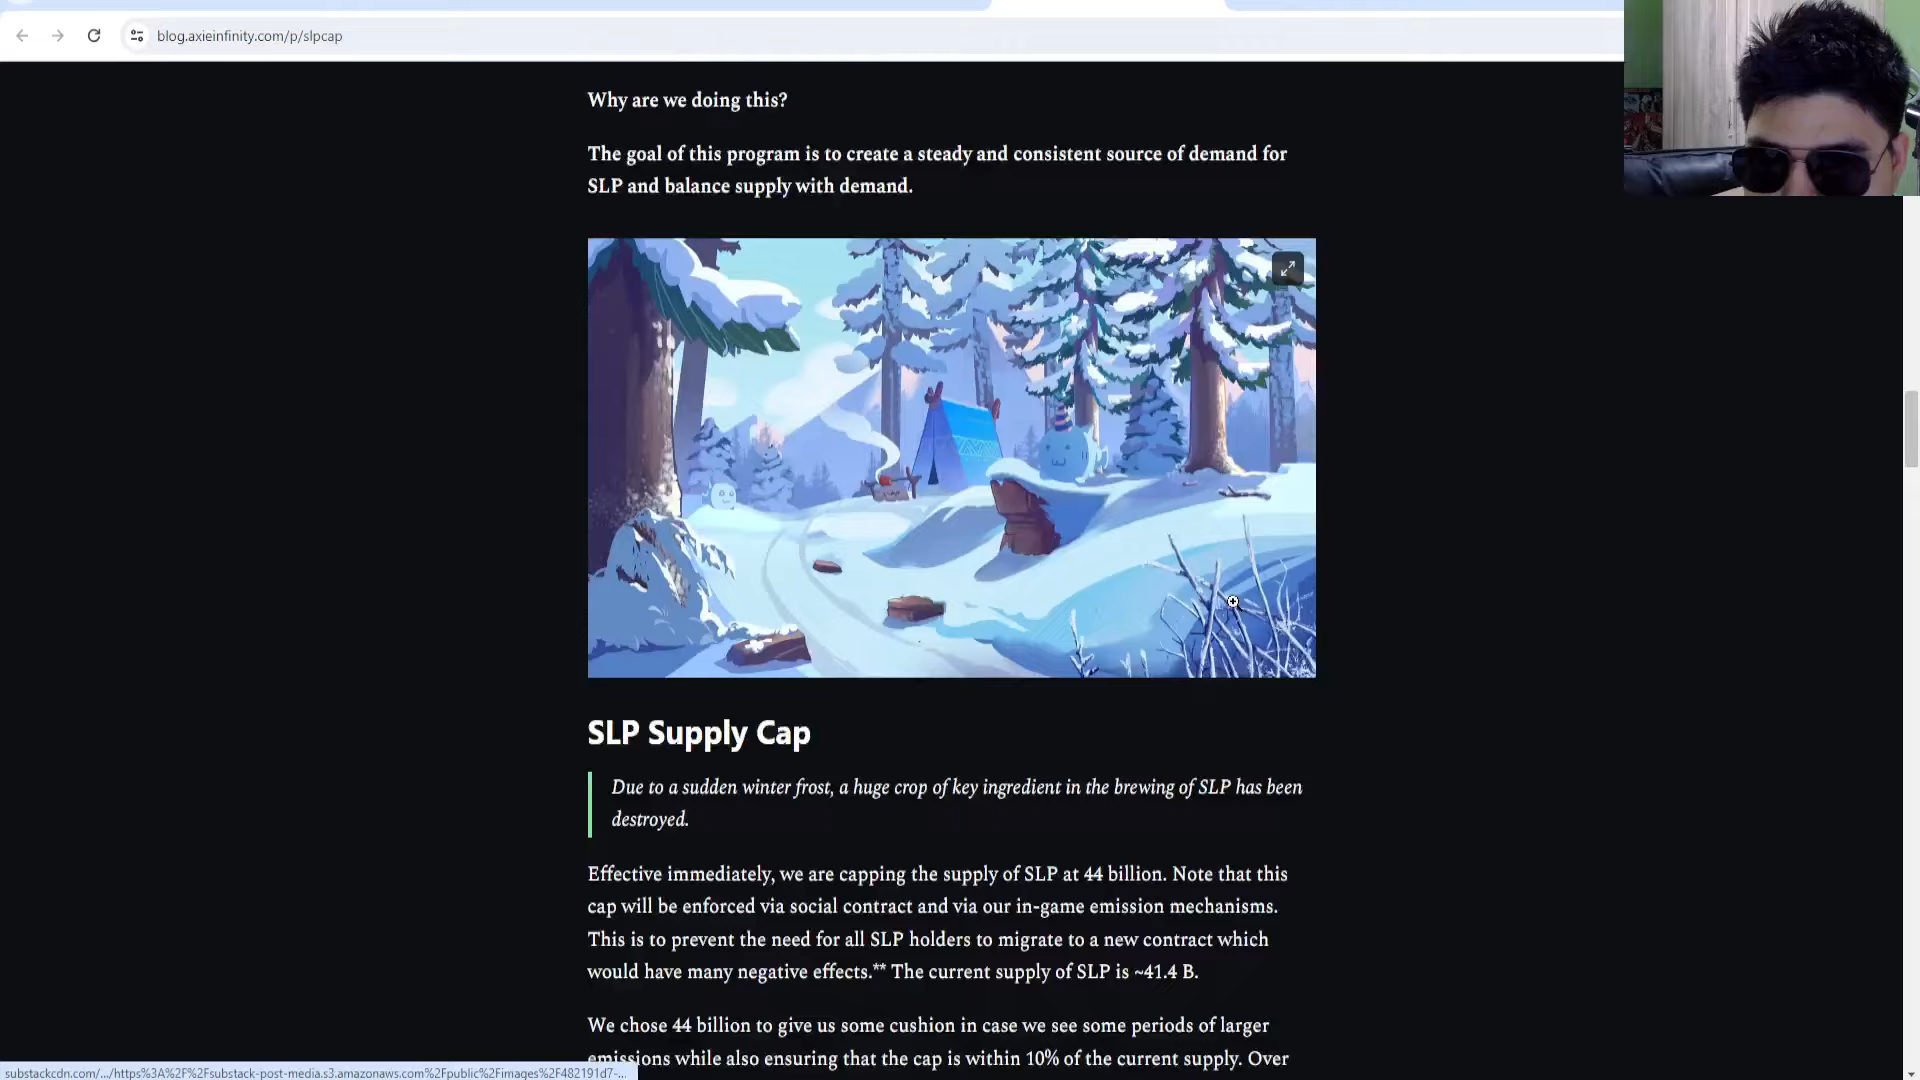 blog.axieinfinity.com/p/slpcap
Why are we doing this?
The goal of this program is to create a steady and consistent source of demand for
SLP and balance supply with demand.
SLP Supply Cap
Due to a sudden winter frost, a huge crop of key ingredient in the brewing of SLP has been
destroyed.
Effective immediately, we are capping the supply of SLP at 44 billion. Note that this
cap will be enforced via social contract and via our in-game emission mechanisms.
This is to prevent the need for all SLP holders to migrate to a new contract which
would have many negative effects.** The current supply of SLP is ~41.4 B.
We chose 44 billion to give us some cushion in case we see some periods of larger
emissions while also ensuring that the cap is within 10% of the current supply. Over
substackcdn.com/.../https%3A%2F%2Fsubstack-post-media.s3.amazonaws.com%2Fpublic%2Fimages%2F482191d7-...